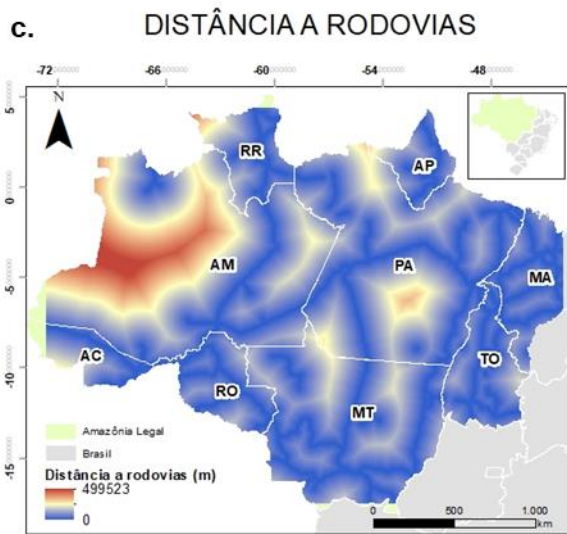 c. DISTÂNCIA A RODOVIAS
-72 -66 -60 -54 -48
5
0
-5
-10
-15
N
RR
AP
AM
PA
MA
AC
RO
TO
MT
Amazônia Legal
Brasil
Distância a rodovias (m)
499523
0
0 500 1.000
km